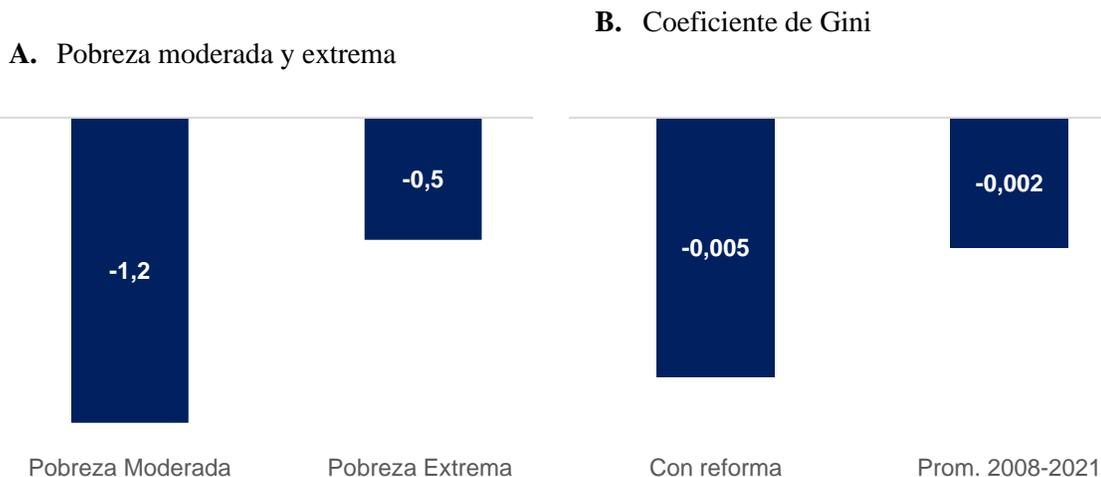 A. Pobreza moderada y extrema
-1,2
-0,5
Pobreza Moderada
Pobreza Extrema
B. Coeficiente de Gini
-0,005
-0,002
Con reforma
Prom. 2008-2021